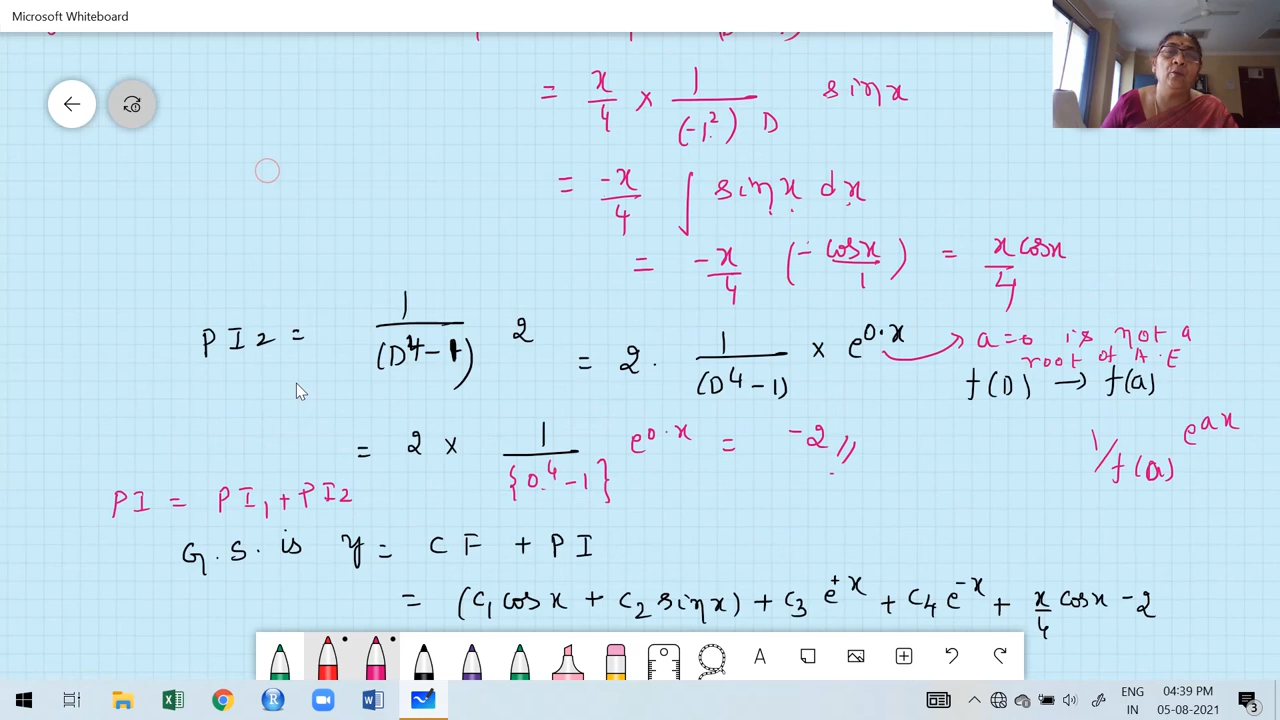 Microsoft Whiteboard
= x/4 × 1/((-1²) D) sin x
= -x/4 ∫ sin x dx
= -x/4 (- cos x/1) = x cos x/4
PI2 = 1/(D⁴-1) 2 = 2 · 1/(D⁴-1) × e^0·x → a=0 is not a
root of A.E
f(D) → f(a)
= 2 × 1/{0⁴-1} e^0·x = -2 // 1/f(D) e^ax
PI = PI1 + PI2
G.S. is y = CF + PI
= (C1 cos x + C2 sin x) + C3 e^+x + C4 e^-x + x/4 cos x - 2
A
ENG
IN
04:39 PM
05-08-2021
3